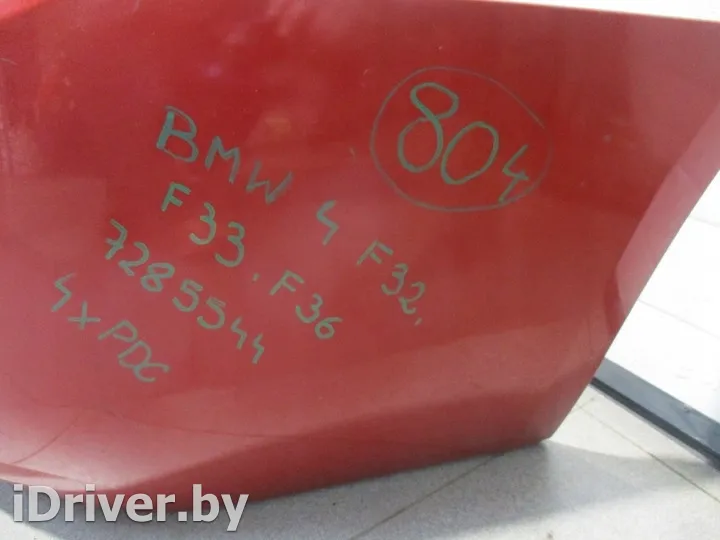 804
BMW 4 F32,
F33, F36
7285544
4xPDC
iDriver.by